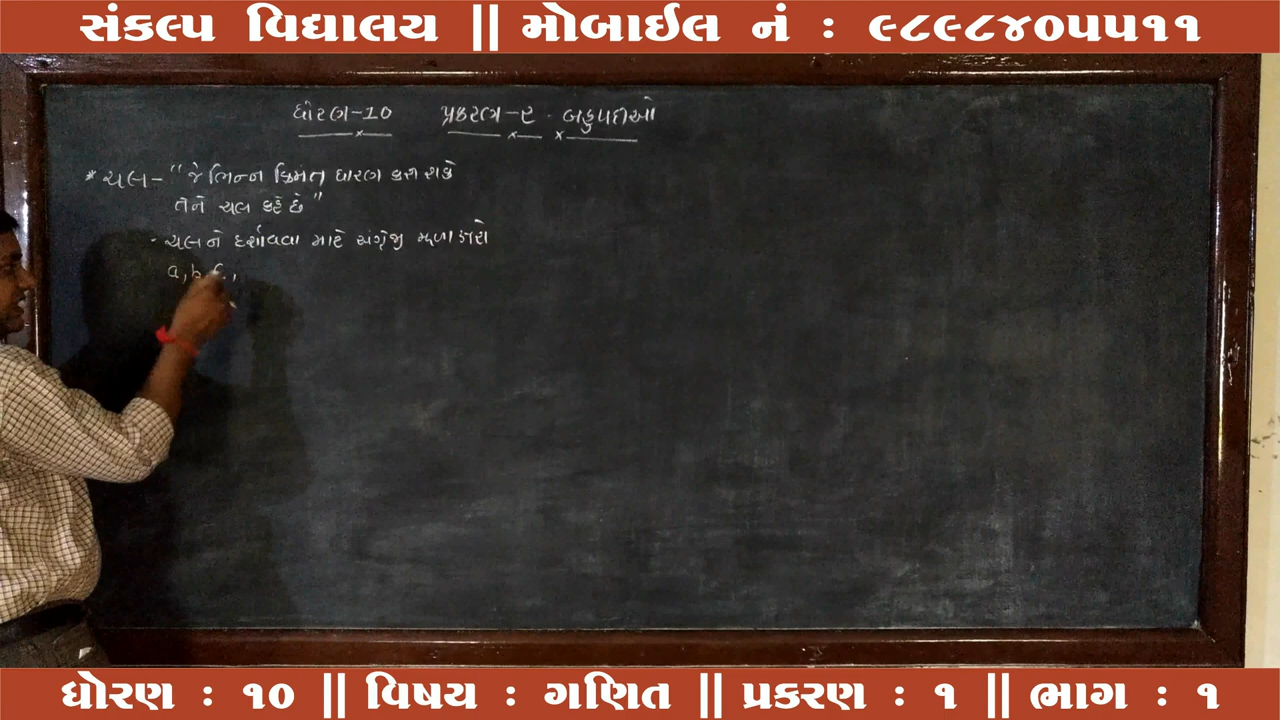 સંકલ્પ વિદ્યાલય || મોબાઈલ નં : ૯૮૯૮૪૦૫૫૧૧
ધોરણ-10 પ્રકરણ-૨. બહુપદીઓ
* ચલ - "જે ભિન્ન કિંમત ધારણ કરી શકે
તેને ચલ કહે છે"
- ચલને દર્શાવવા માટે અંગ્રેજી મૂળાક્ષરો
a, b, c,
ધોરણ : ૧૦ || વિષય : ગણિત || પ્રકરણ : ૧ || ભાગ : ૧